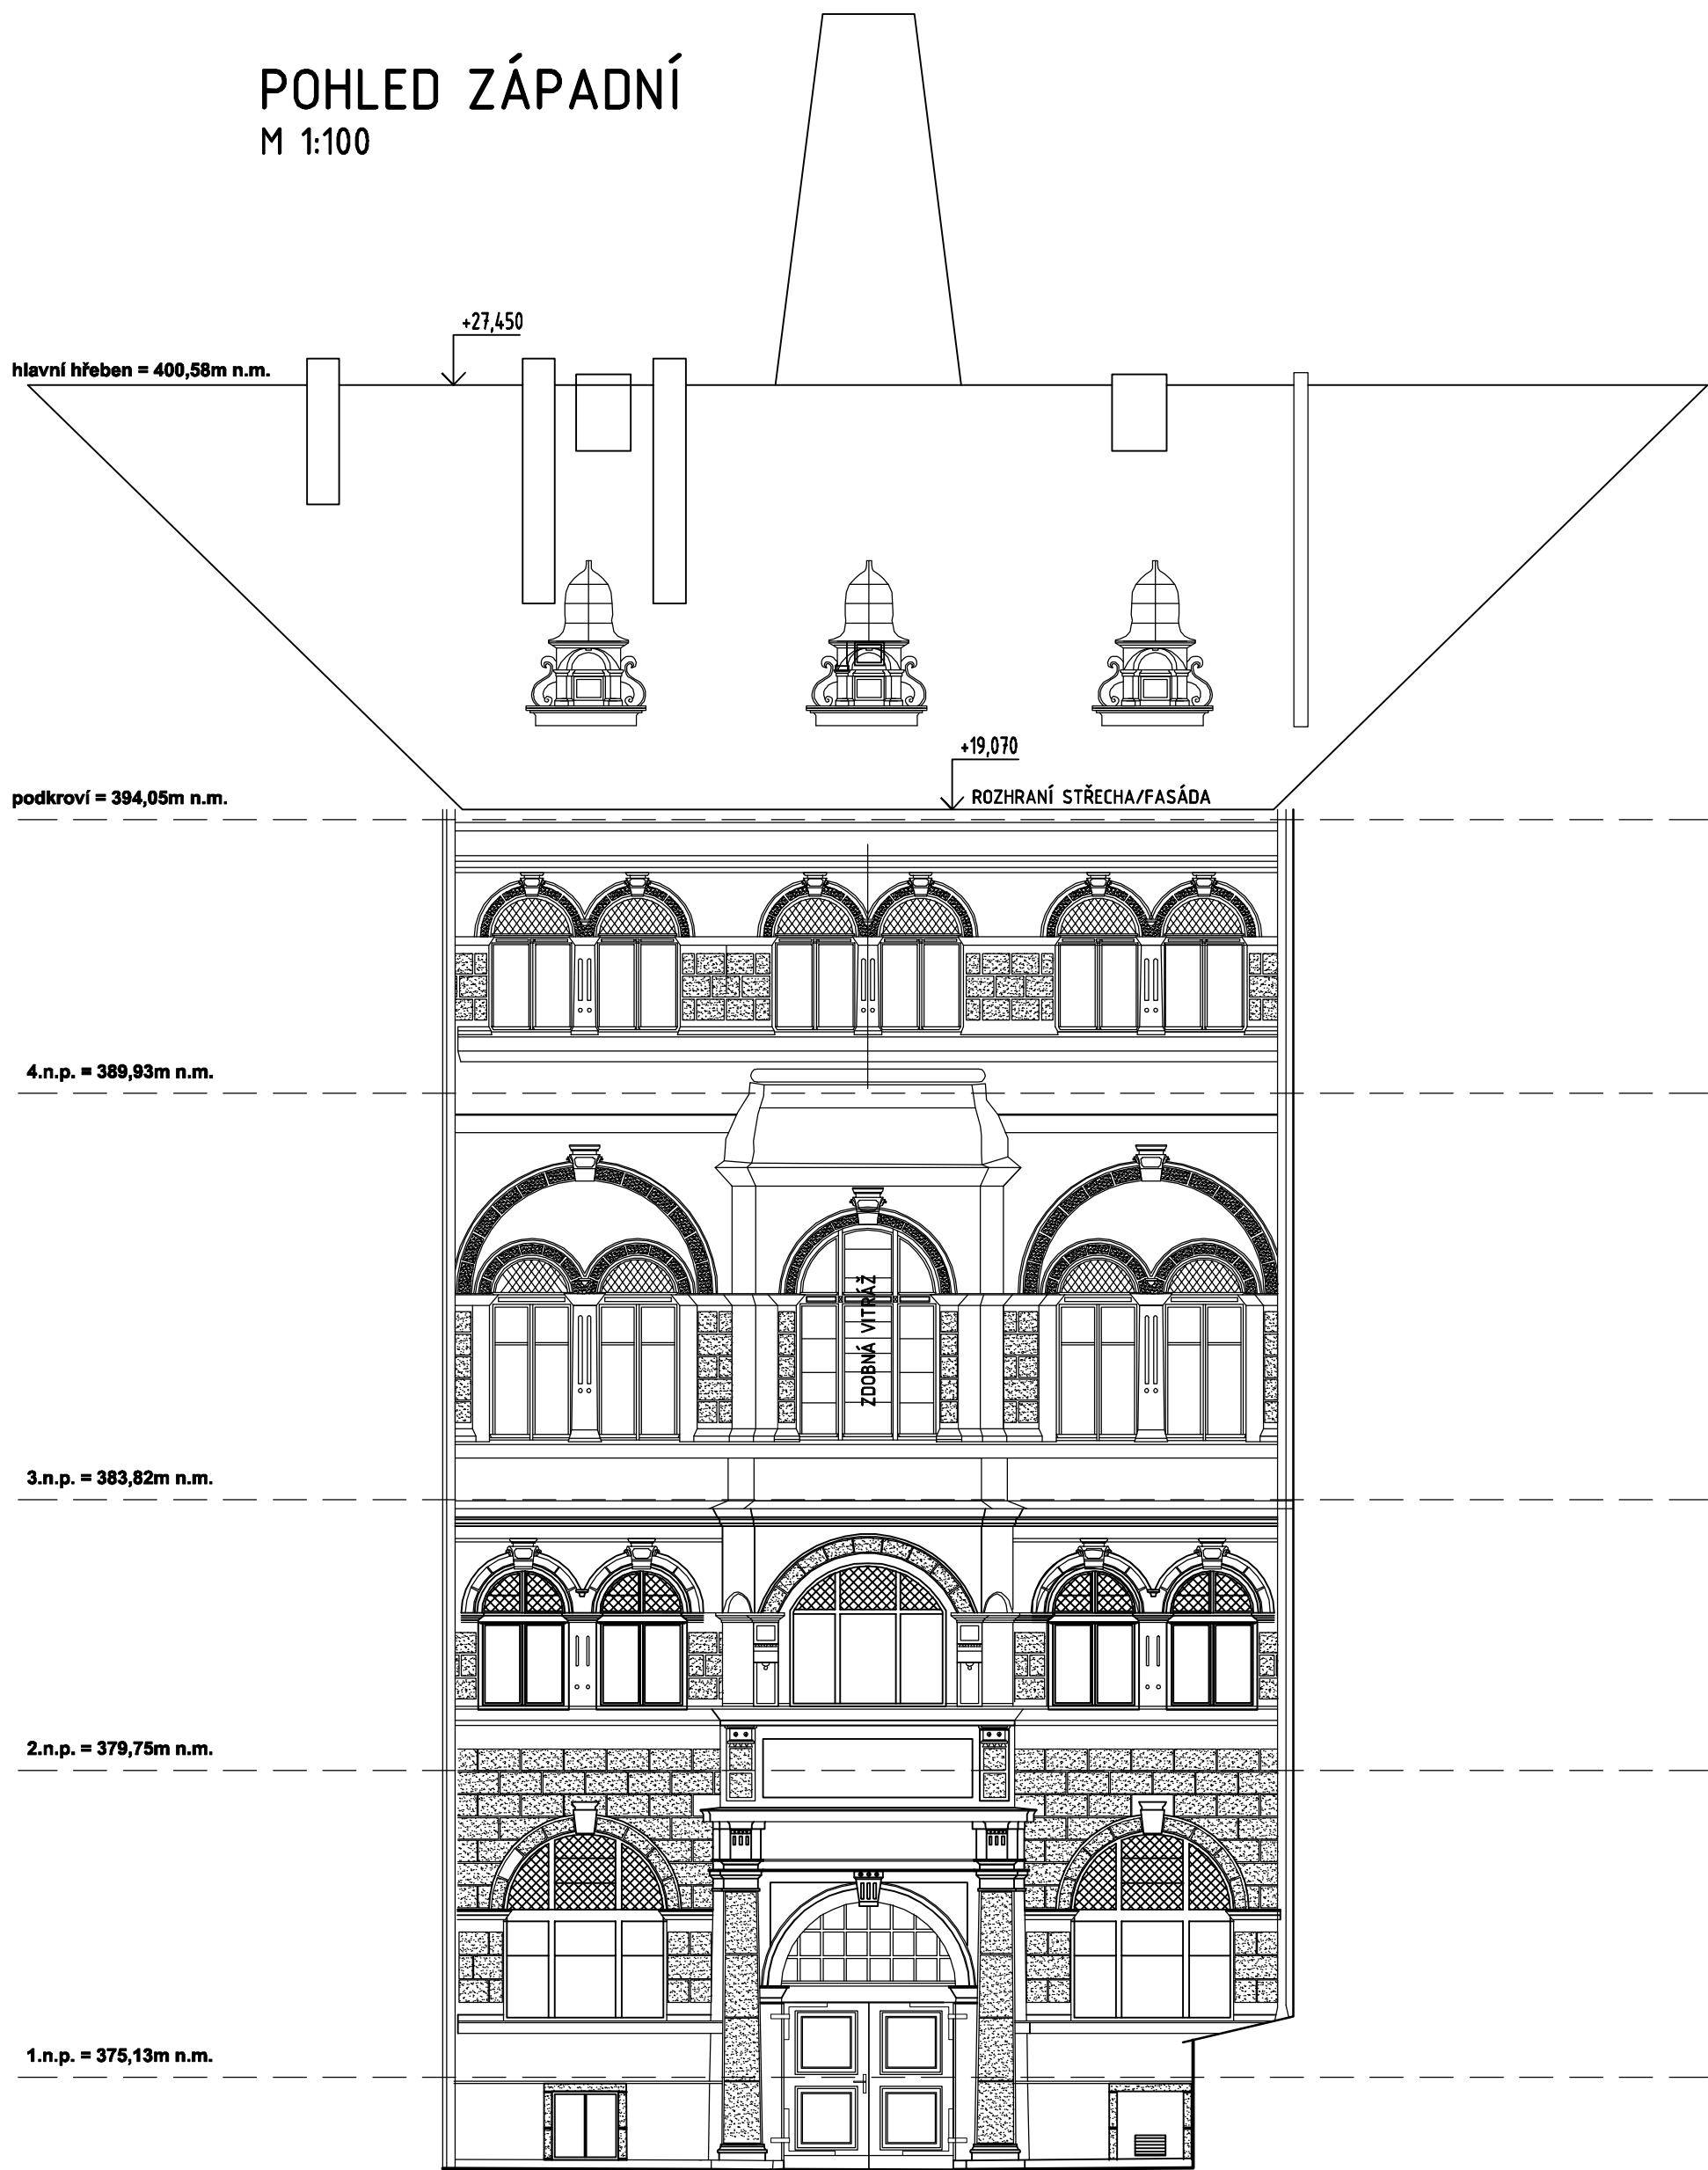 POHLED ZÁPADNÍ
M 1:100
+27,450
hlavní hřeben = 400,58m n.m.
+19,070
podkroví = 394,05m n.m.
ROZHRANÍ STŘECHA/FASÁDA
4.n.p. = 389,93m n.m.
ZDOBNÁ VITRÁŽ
3.n.p. = 383,82m n.m.
2.n.p. = 379,75m n.m.
1.n.p. = 375,13m n.m.